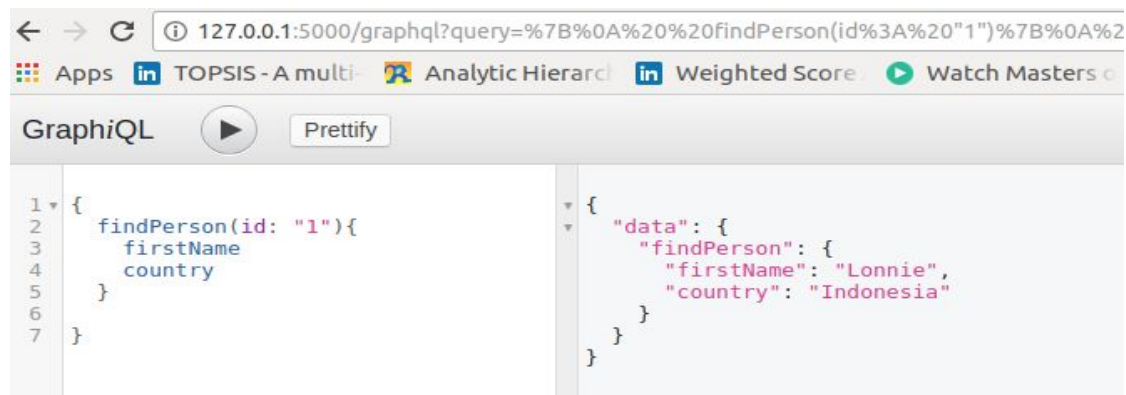 127.0.0.1:5000/graphql?query=%7B%0A%20%20findPerson(id%3A%20"1")%7B%0A%2
Apps TOPSIS - A multi- Analytic Hierarc Weighted Score Watch Masters o
GraphiQL Prettify
1 {
2 findPerson(id: "1"){
3 firstName
4 country
5 }
6
7 }
{
"data": {
"findPerson": {
"firstName": "Lonnie",
"country": "Indonesia"
}
}
}